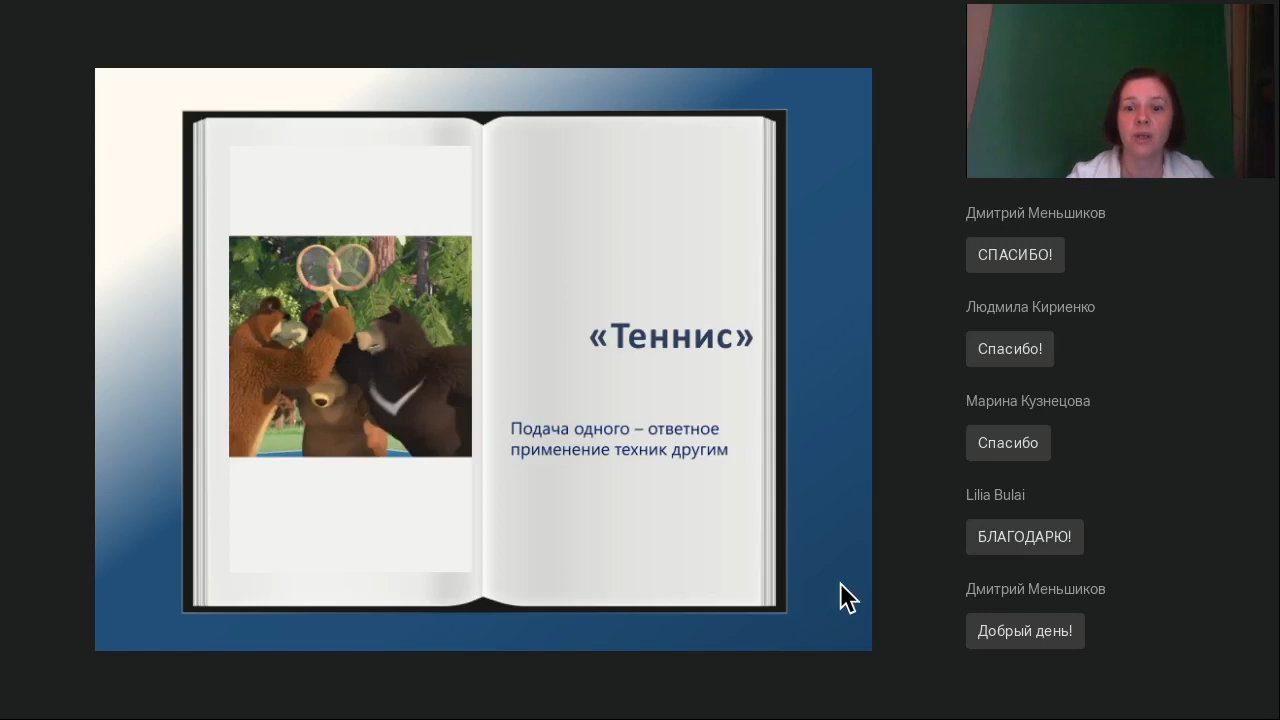 «Теннис»
Подача одного – ответное
применение техник другим
Дмитрий Меньшиков
СПАСИБО!
Людмила Кириенко
Спасибо!
Марина Кузнецова
Спасибо
Lilia Bulai
БЛАГОДАРЮ!
Дмитрий Меньшиков
Добрый день!